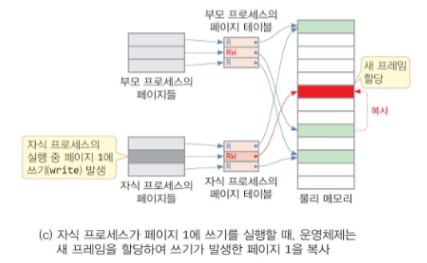 부모 프로세스의
페이지 테이블
R
RW
R
부모 프로세스의
페이지들
새 프레임
할당
복사
자식 프로세스의
실행 중 페이지 1에
쓰기(write) 발생
R
RW
R
자식 프로세스의
페이지들
자식 프로세스의
페이지 테이블
물리 메모리
(c) 자식 프로세스가 페이지 1에 쓰기를 실행할 때, 운영체제는
새 프레임을 할당하여 쓰기가 발생한 페이지 1을 복사